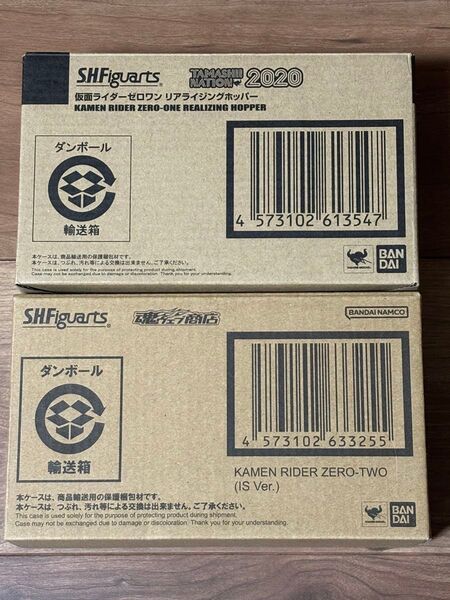 S.H.Figuarts TAMASHII NATION 2020
仮面ライダーゼロワン リアライジングホッパー
KAMEN RIDER ZERO-ONE REALIZING HOPPER
ダンボール
輸送箱
4 573102 613547
本ケースは、商品輸送用の保護梱包材です。
本ケースの、つぶれ、汚れ等による交換は出来ません。ご了承ください。
This case is used solely for the purpose of protecting product during shipment.
Case may not be exchanged due to damage or discoloration. Thank you for your understanding.
BAN
DAI
S.H.Figuarts 魂ウェブ商店 BANDAI NAMCO
ダンボール
輸送箱
4 573102 633255
KAMEN RIDER ZERO-TWO
(IS Ver.)
本ケースは、商品輸送用の保護梱包材です。
本ケースの、つぶれ、汚れ等による交換は出来ません。ご了承ください。
This case is used solely for the purpose of protecting product during shipment.
Case may not be exchanged due to damage or discoloration. Thank you for your understanding.
BAN
DAI